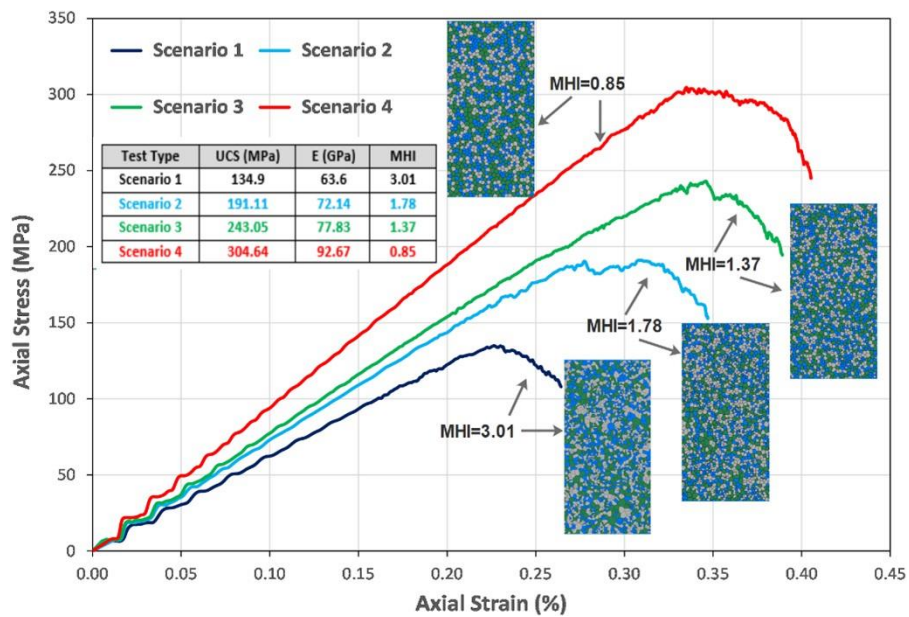 350
300
250
200
150
100
50
0
Axial Stress (MPa)
Scenario 1 Scenario 2
Scenario 3 Scenario 4
Test Type UCS (MPa) E (GPa) MHI
Scenario 1 134.9 63.6 3.01
Scenario 2 191.11 72.14 1.78
Scenario 3 243.05 77.83 1.37
Scenario 4 304.64 92.67 0.85
MHI=0.85
MHI=1.37
MHI=1.78
MHI=3.01
0.00 0.05 0.10 0.15 0.20 0.25 0.30 0.35 0.40 0.45
Axial Strain (%)